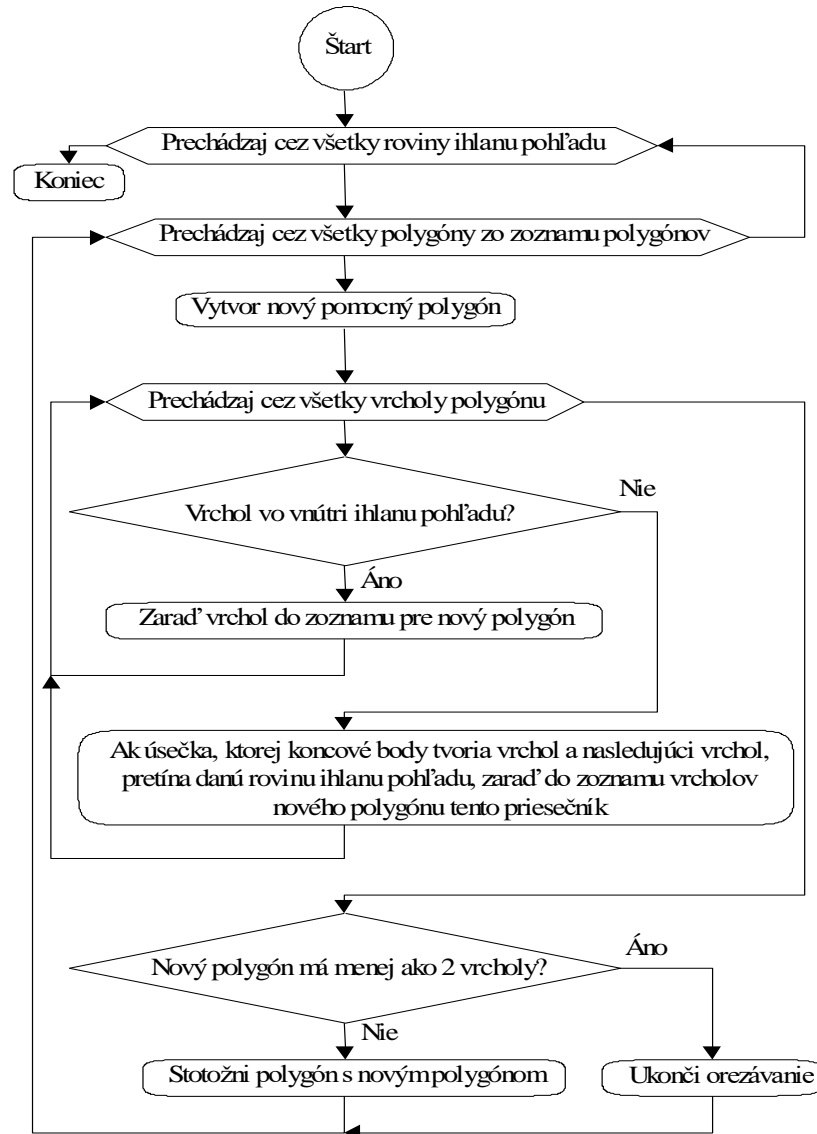 Štart
Prechádzaj cez všetky roviny ihlanu pohľadu
Koniec
Prechádzaj cez všetky polygóny zo zoznamu polygónov
Vytvor nový pomocný polygón
Prechádzaj cez všetky vrcholy polygónu
Nie
Vrchol vo vnútri ihlanu pohľadu?
Áno
Zaraď vrchol do zoznamu pre nový polygón
Ak úsečka, ktorej koncové body tvoria vrchol a nasledujúci vrchol,
pretína danú rovinu ihlanu pohľadu, zaraď do zoznamu vrcholov
nového polygónu tento priesečník
Áno
Nový polygón má menej ako 2 vrcholy?
Nie
Stotožni polygón s novým polygónom
Ukonči orezávanie